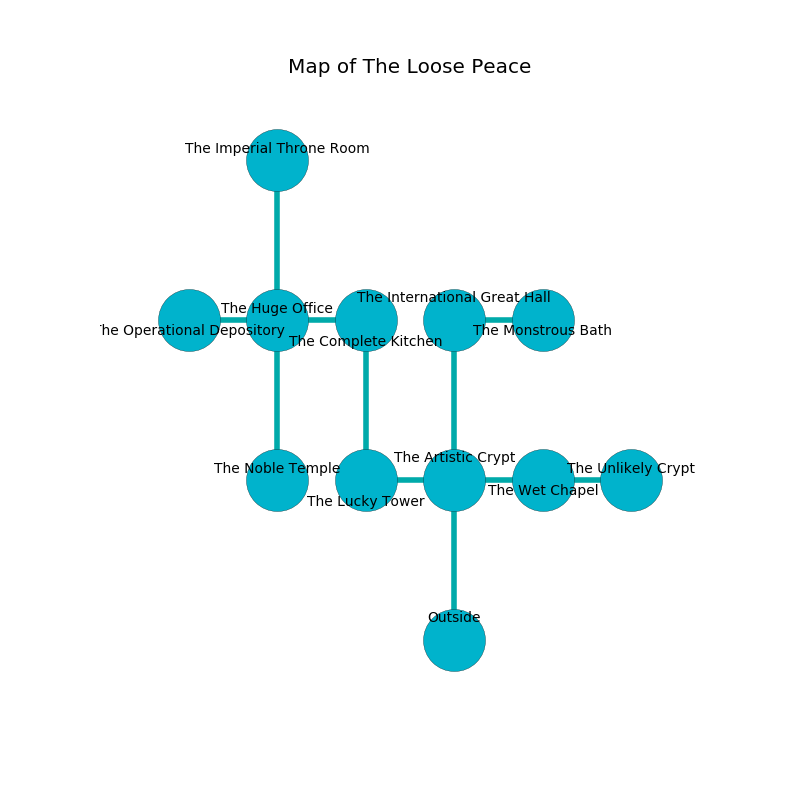 Map of The Loose Peace
The Imperial Throne Room
The International Great Hall
The Huge Office
he Operational Depository
The Monstrous Bath
The Complete Kitchen
The Artistic Crypt
The Noble Temple
The Unlikely Crypt
The Wet Chapel
The Lucky Tower
Outside